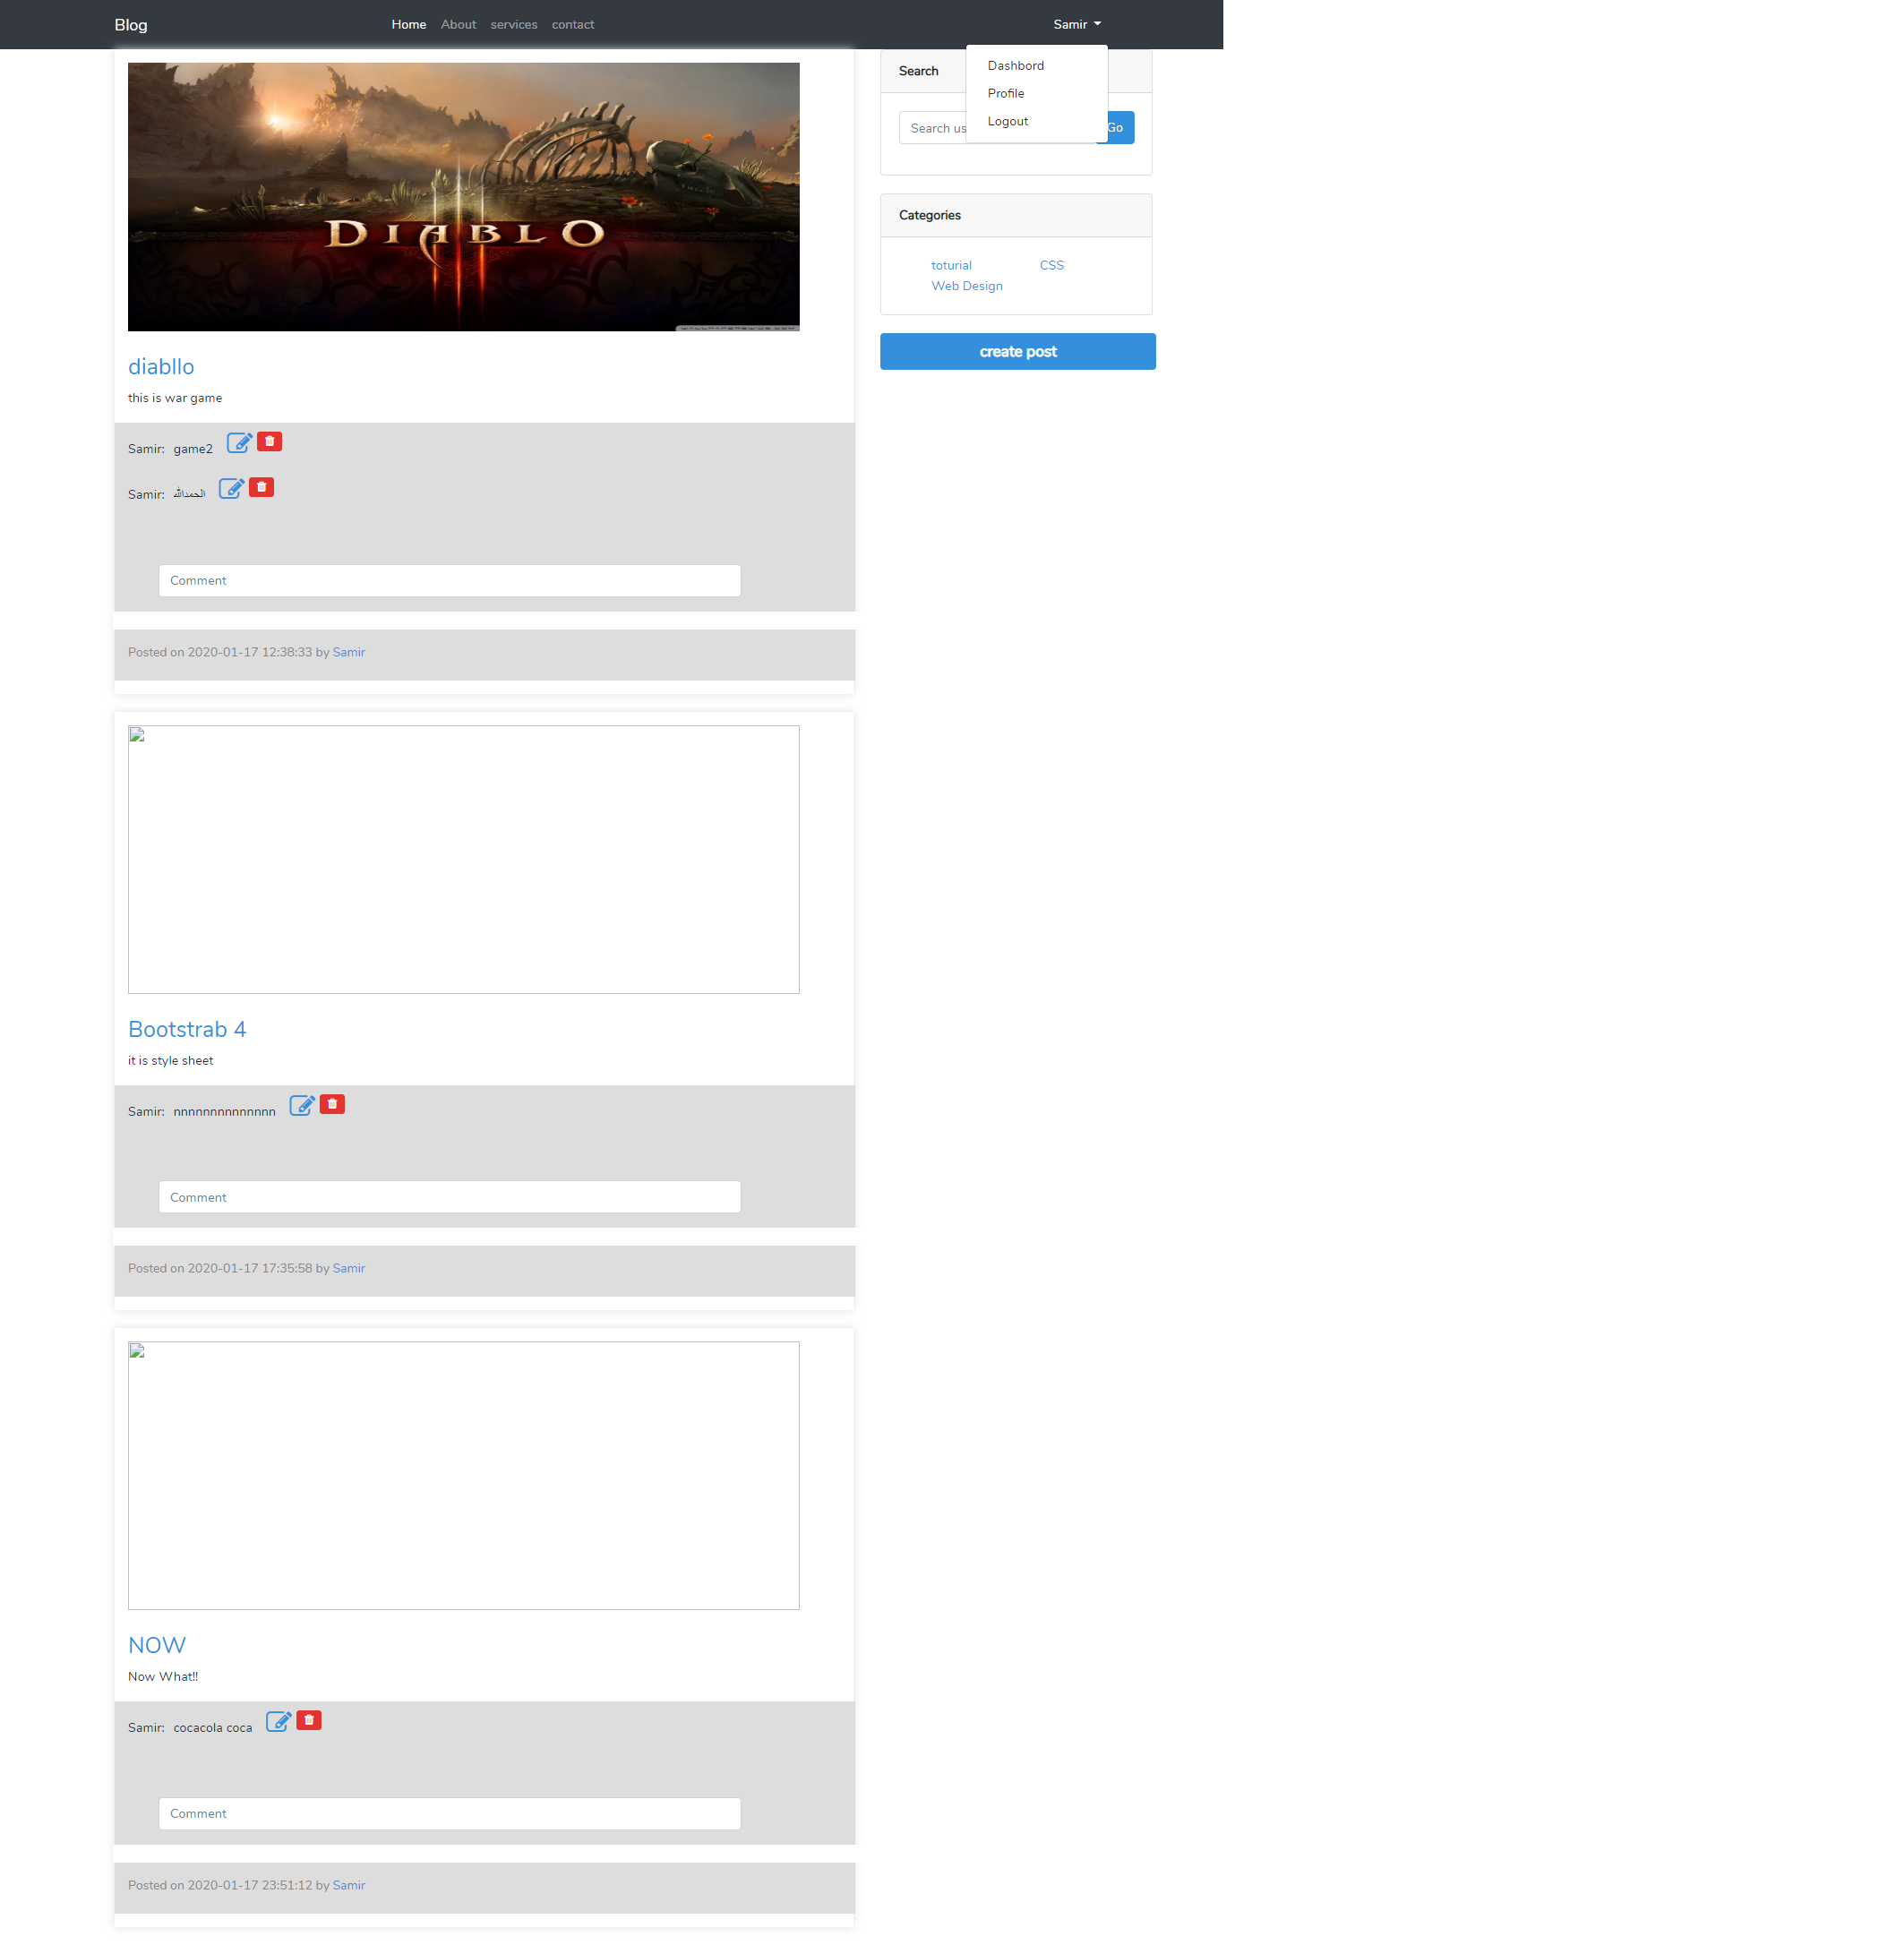 Blog
Home About services contact
Samir
Dashbord
Profile
Logout
Search
Search us
Go
DIABLO
diabllo
this is war game
Samir: game2
Samir: الحمدالله
Comment
Posted on 2020-01-17 12:38:33 by Samir
Categories
toturial CSS
Web Design
create post
Bootstrab 4
it is style sheet
Samir: nnnnnnnnnnnnnn
Comment
Posted on 2020-01-17 17:35:58 by Samir
NOW
Now What!!
Samir: cocacola coca
Comment
Posted on 2020-01-17 23:51:12 by Samir